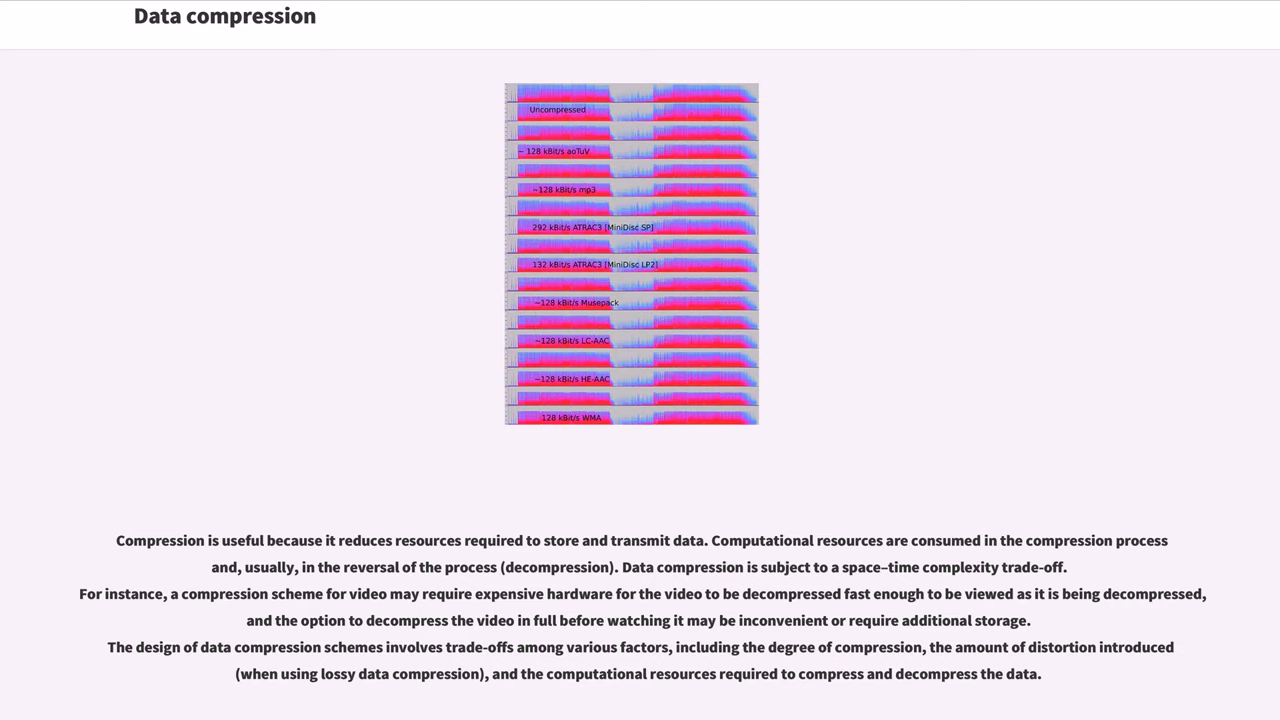 Data compression
Uncompressed
~ 128 kBit/s aoTuV
~128 kBit/s mp3
292 kBit/s ATRAC3 [MiniDisc SP]
132 kBit/s ATRAC3 [MiniDisc LP2]
~128 kBit/s Musepack
~128 kBit/s LC-AAC
~128 kBit/s HE-AAC
128 kBit/s WMA
Compression is useful because it reduces resources required to store and transmit data. Computational resources are consumed in the compression process
and, usually, in the reversal of the process (decompression). Data compression is subject to a space–time complexity trade-off.
For instance, a compression scheme for video may require expensive hardware for the video to be decompressed fast enough to be viewed as it is being decompressed,
and the option to decompress the video in full before watching it may be inconvenient or require additional storage.
The design of data compression schemes involves trade-offs among various factors, including the degree of compression, the amount of distortion introduced
(when using lossy data compression), and the computational resources required to compress and decompress the data.